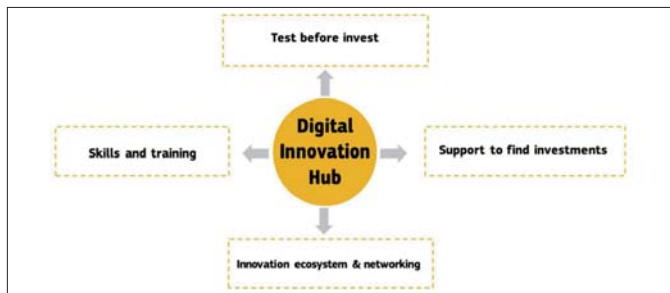 Test before invest
Skills and training
Digital
Innovation
Hub
Support to find investments
Innovation ecosystem & networking